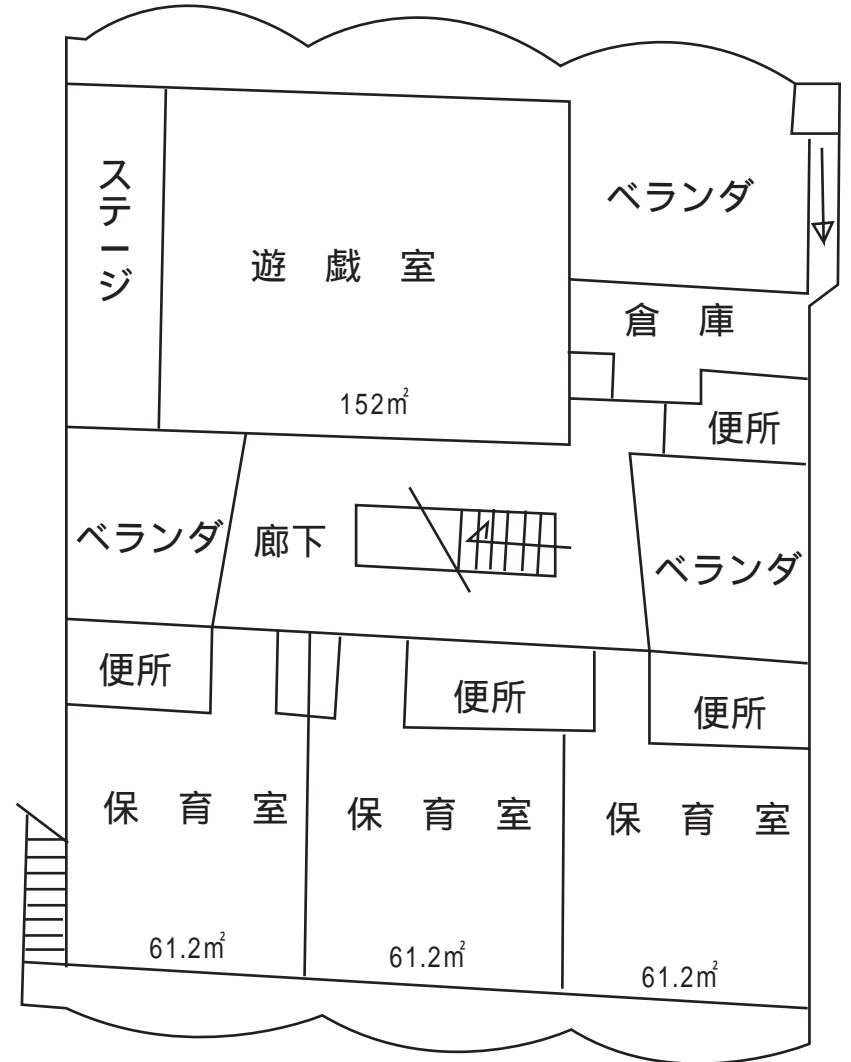 ステージ
遊戯室
152㎡
ベランダ
倉庫
便所
ベランダ
廊下
ベランダ
便所
便所
便所
保育室
保育室
保育室
61.2㎡
61.2㎡
61.2㎡